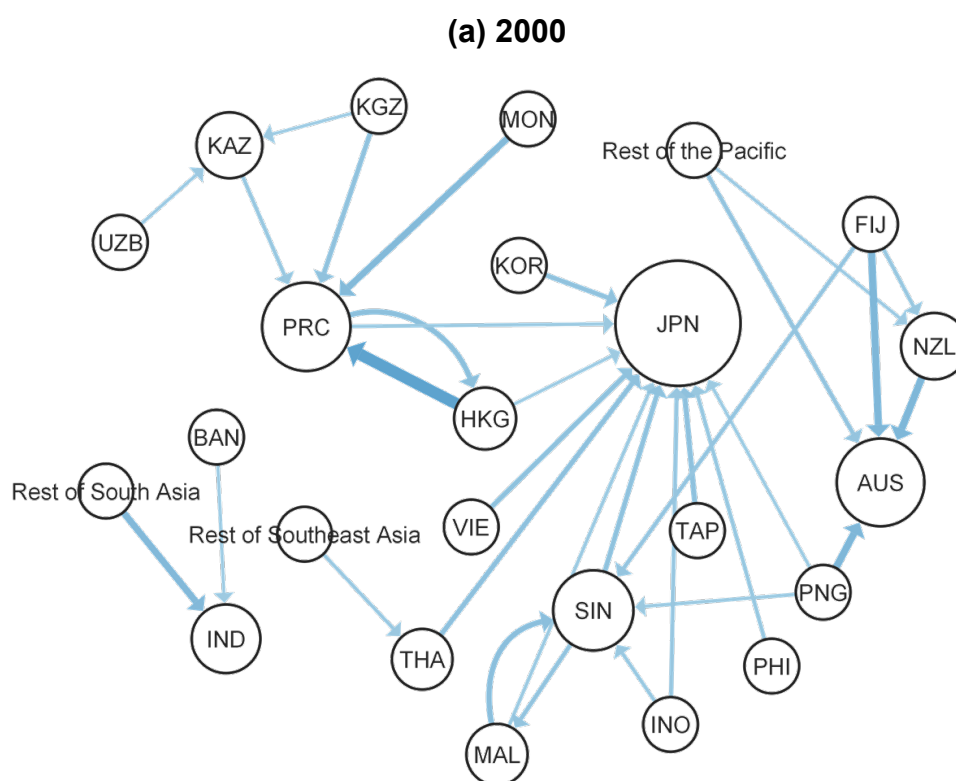 (a) 2000
KGZ
MON
KAZ
Rest of the Pacific
FIJ
UZB
KOR
PRC
JPN
NZL
HKG
BAN
AUS
Rest of South Asia
VIE
TAP
Rest of Southeast Asia
PNG
SIN
IND
THA
PHI
INO
MAL